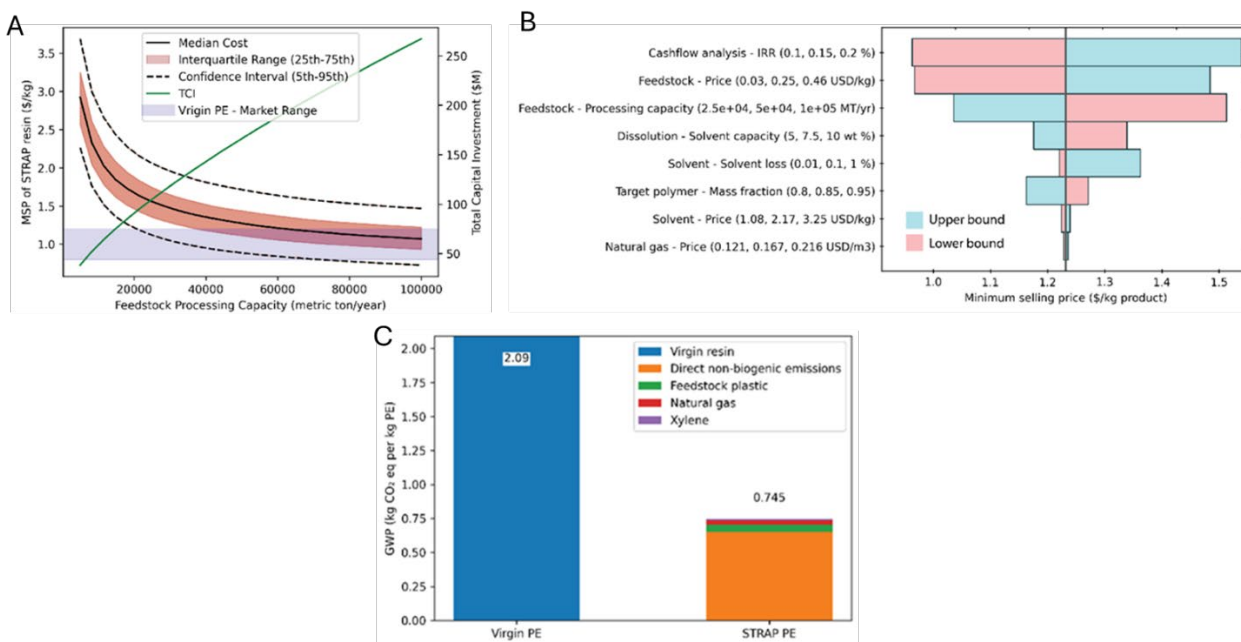 A
Median Cost
Interquartile Range (25th-75th)
Confidence Interval (5th-95th)
TCI
Vrigin PE - Market Range
MSP of STRAP resin ($/kg)
3.5
3.0
2.5
2.0
1.5
1.0
250
200
150
100
50
Total Capital Investment ($M)
20000 40000 60000 80000 100000
Feedstock Processing Capacity (metric ton/year)
B
Cashflow analysis - IRR (0.1, 0.15, 0.2 %)
Feedstock - Price (0.03, 0.25, 0.46 USD/kg)
Feedstock - Processing capacity (2.5e+04, 5e+04, 1e+05 MT/yr)
Dissolution - Solvent capacity (5, 7.5, 10 wt %)
Solvent - Solvent loss (0.01, 0.1, 1 %)
Target polymer - Mass fraction (0.8, 0.85, 0.95)
Solvent - Price (1.08, 2.17, 3.25 USD/kg)
Natural gas - Price (0.121, 0.167, 0.216 USD/m3)
Upper bound
Lower bound
1.0 1.1 1.2 1.3 1.4 1.5
Minimum selling price ($/kg product)
C
GWP (kg CO₂ eq per kg PE)
2.00
1.75
1.50
1.25
1.00
0.75
0.50
0.25
0.00
2.09
0.745
Virgin resin
Direct non-biogenic emissions
Feedstock plastic
Natural gas
Xylene
Virgin PE
STRAP PE